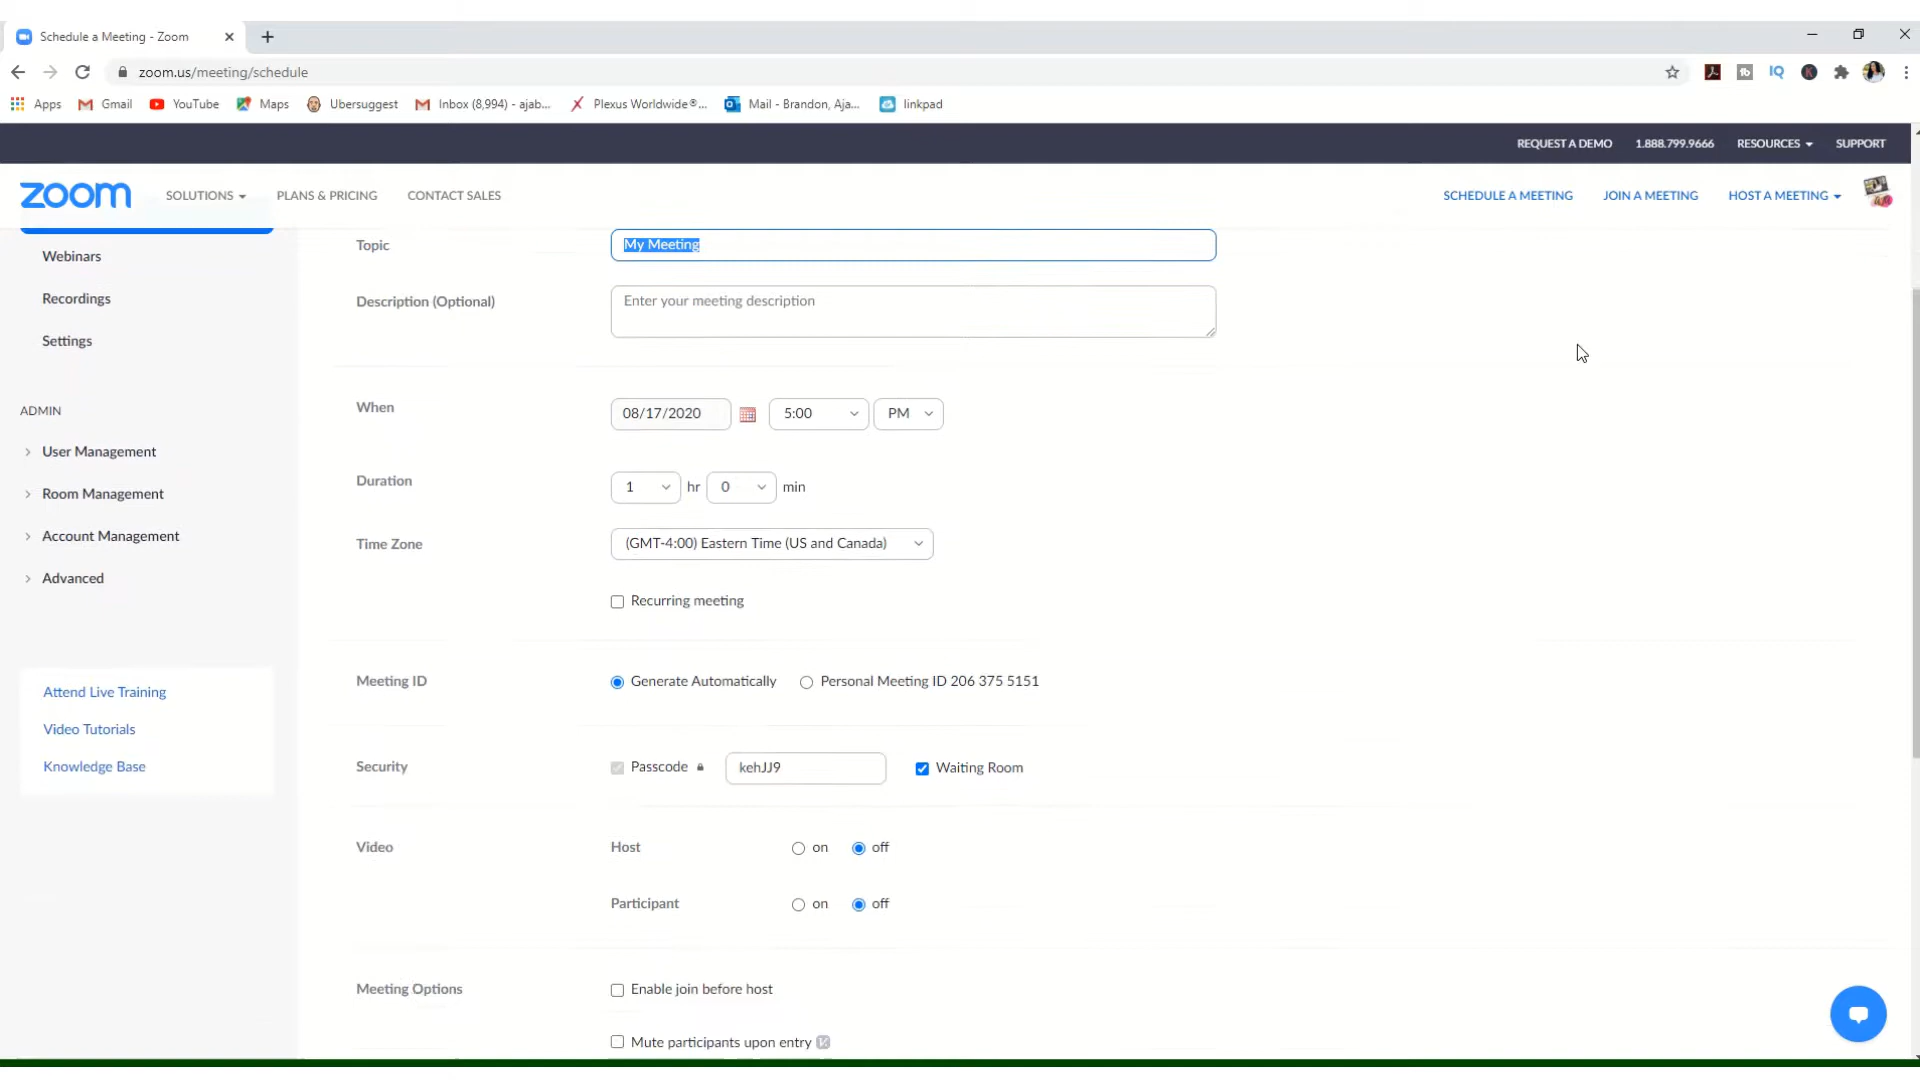 Schedule a Meeting - Zoom
zoom.us/meeting/schedule
IQ
Apps Gmail YouTube Maps Ubersuggest Inbox (8,994) - ajab... Plexus Worldwide®... Mail - Brandon, Aja... linkpad
REQUEST A DEMO 1.888.799.9666 RESOURCES SUPPORT
zoom SOLUTIONS PLANS & PRICING CONTACT SALES SCHEDULE A MEETING JOIN A MEETING HOST A MEETING
Topic My Meeting
Webinars
Description (Optional) Enter your meeting description
Recordings
Settings
When 08/17/2020 5:00 PM
ADMIN
User Management
Duration 1 hr 0 min
Room Management
Account Management
Time Zone (GMT-4:00) Eastern Time (US and Canada)
Advanced
Recurring meeting
Meeting ID Generate Automatically Personal Meeting ID 206 375 5151
Attend Live Training
Video Tutorials
Knowledge Base
Security Passcode kehJJ9 Waiting Room
Video Host on off
Participant on off
Meeting Options Enable join before host
Mute participants upon entry